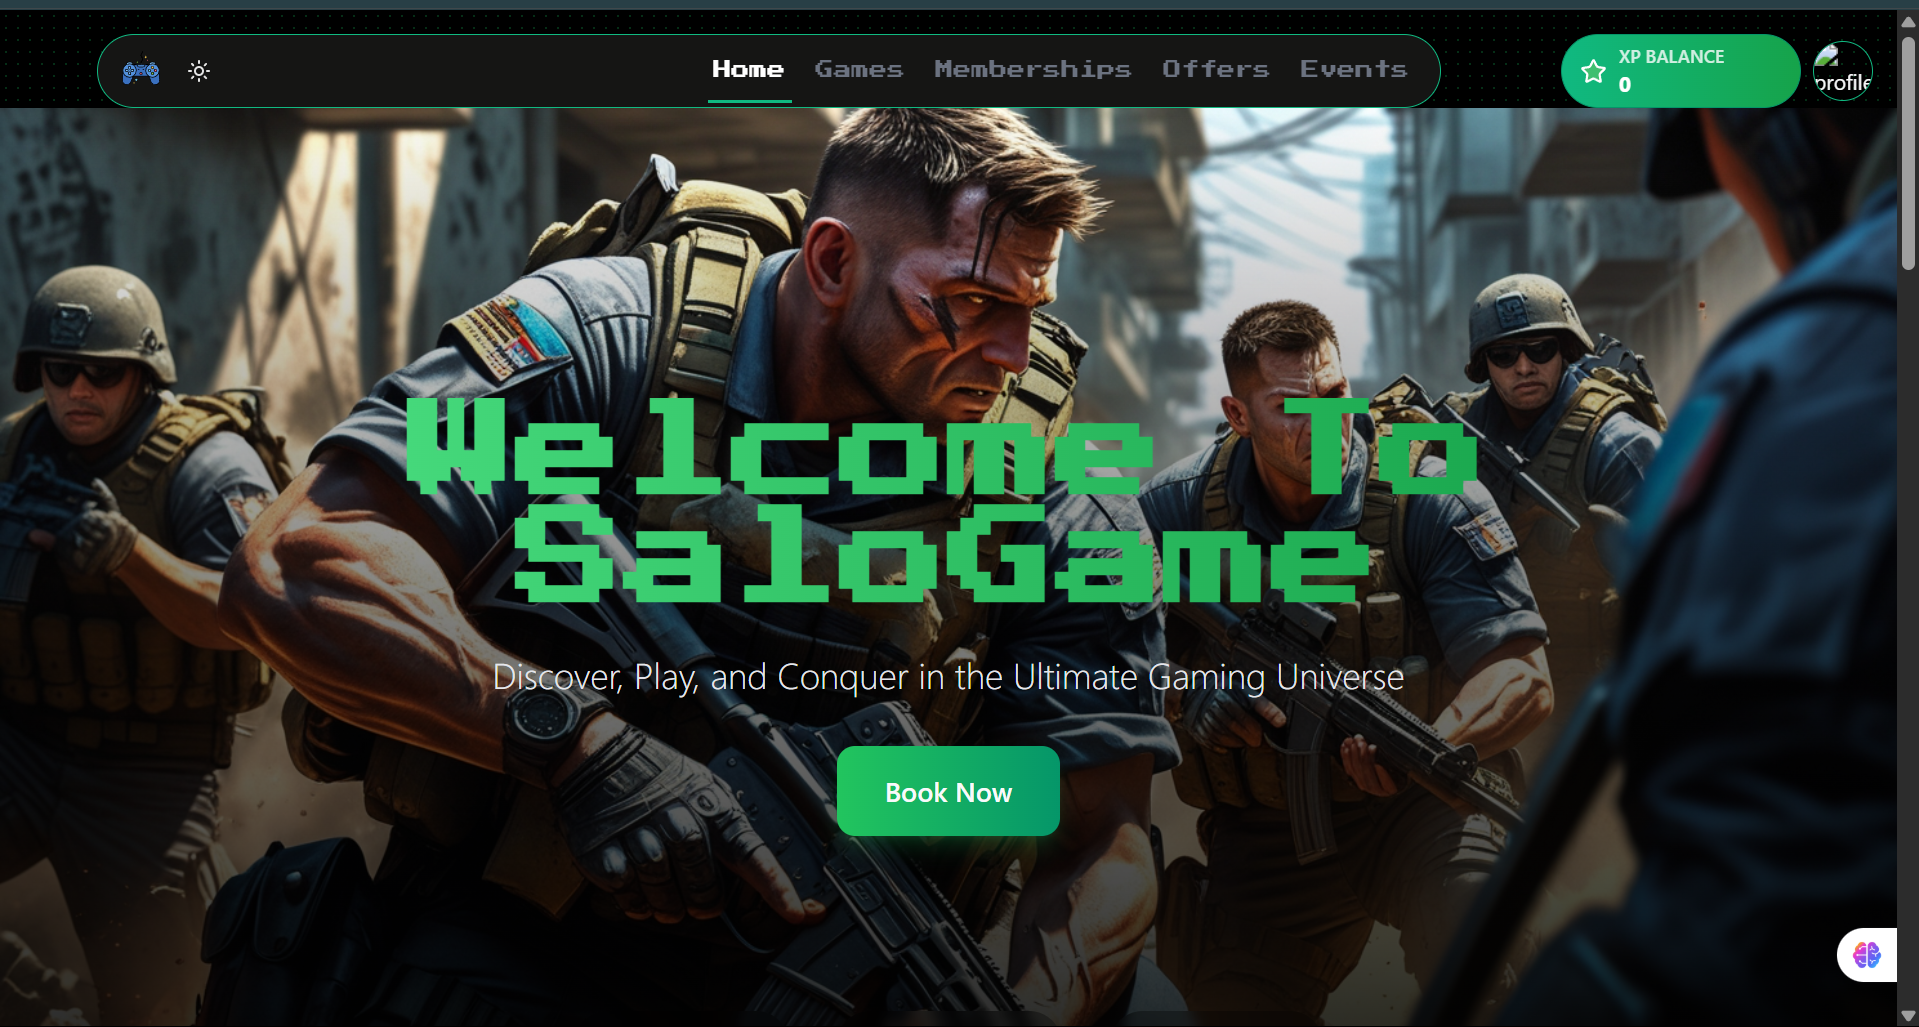 Home Games Memberships Offers Events
XP BALANCE
0
profile
Welcome To
SaloGame
Discover, Play, and Conquer in the Ultimate Gaming Universe
Book Now